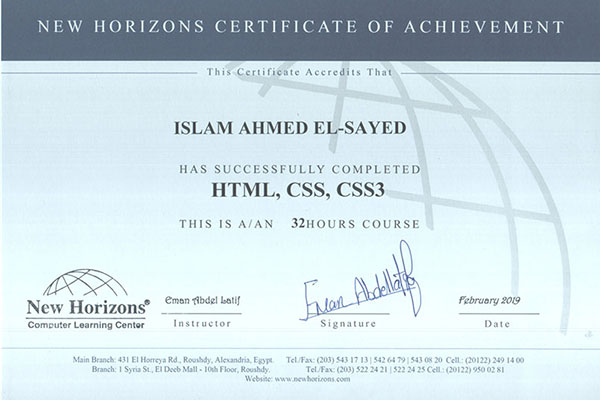 NEW HORIZONS CERTIFICATE OF ACHIEVEMENT
This Certificate Accredits That
ISLAM AHMED EL-SAYED
HAS SUCCESSFULLY COMPLETED
HTML, CSS, CSS3
THIS IS A/AN 32HOURS COURSE
New Horizons®
Computer Learning Center
Eman Abdel Latif
Instructor
Eman Abdellatif
Signature
February 2019
Date
Main Branch: 431 El Horreya Rd., Roushdy, Alexandria, Egypt. Tel./Fax: (203) 543 17 13 | 542 64 79 | 543 08 20 Cell.: (20122) 249 14 00
Branch: 1 Syria St., El Deeb Mall - 10th Floor, Roushdy. Tel./Fax: (203) 522 24 21 | 522 24 25 Cell.: (20122) 950 02 81
Website: www.newhorizons.com